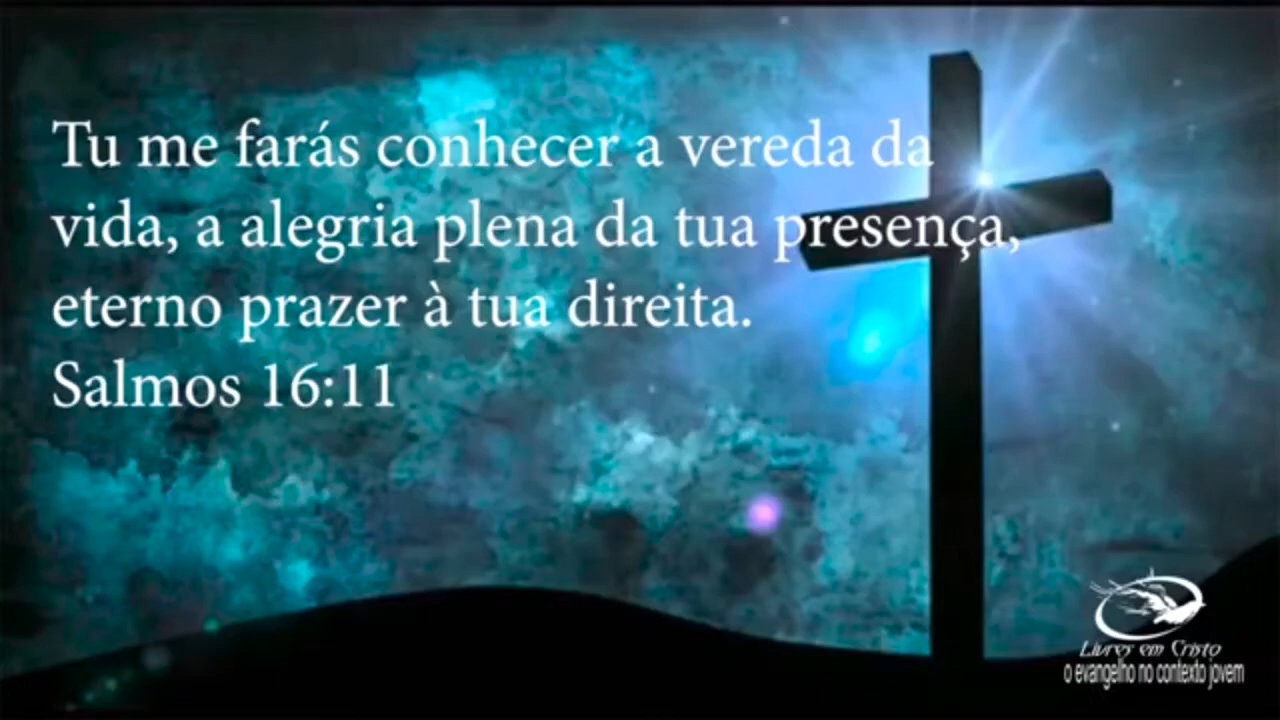 Tu me farás conhecer a vereda da
vida, a alegria plena da tua presença,
eterno prazer à tua direita.
Salmos 16:11
Livres em Cristo
o evangelho no contexto jovem